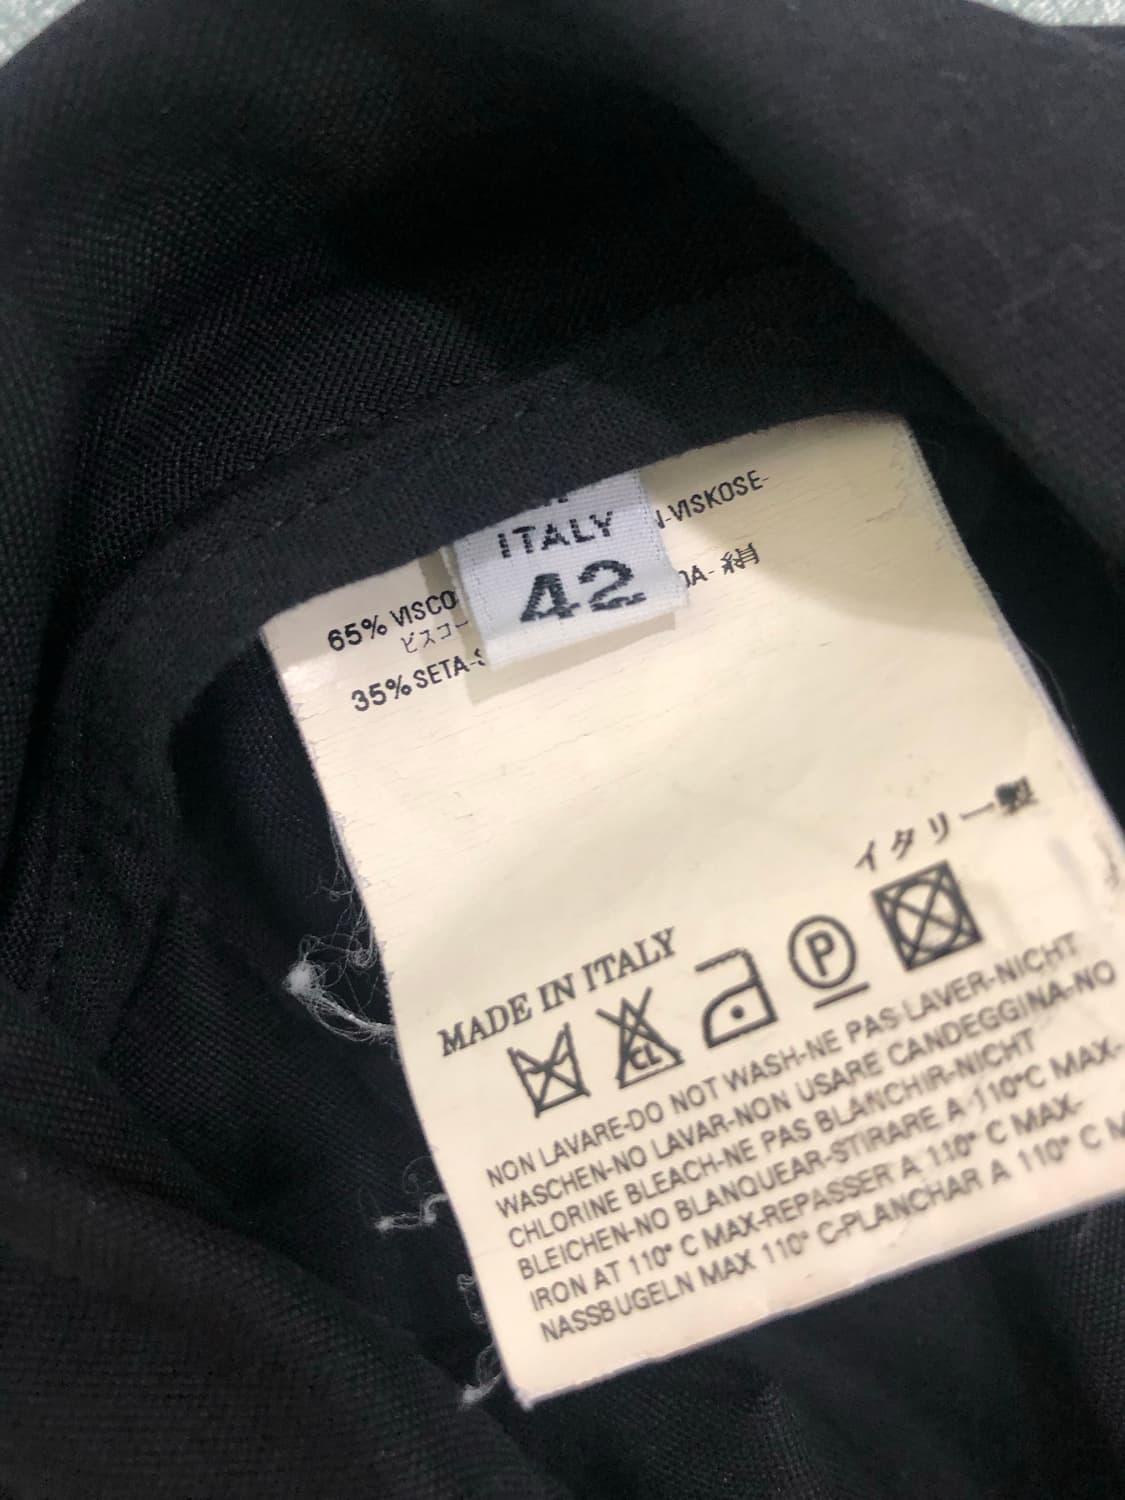 ITALY
42
65% VISCO N-VISKOSE-
ビスコー
35% SETA-S DA- 絹
イタリー製
MADE IN ITALY
CL P
NON LAVARE-DO NOT WASH-NE PAS LAVER-NICHT
WASCHEN-NO LAVAR-NON USARE CANDEGGINA-NO
CHLORINE BLEACH-NE PAS BLANCHIR-NICHT
BLEICHEN-NO BLANQUEAR-STIRARE A 110°C MAX-
IRON AT 110° C MAX-REPASSER A 110° C MAX-
NASSBUGELN MAX 110° C-PLANCHAR A 110° C M